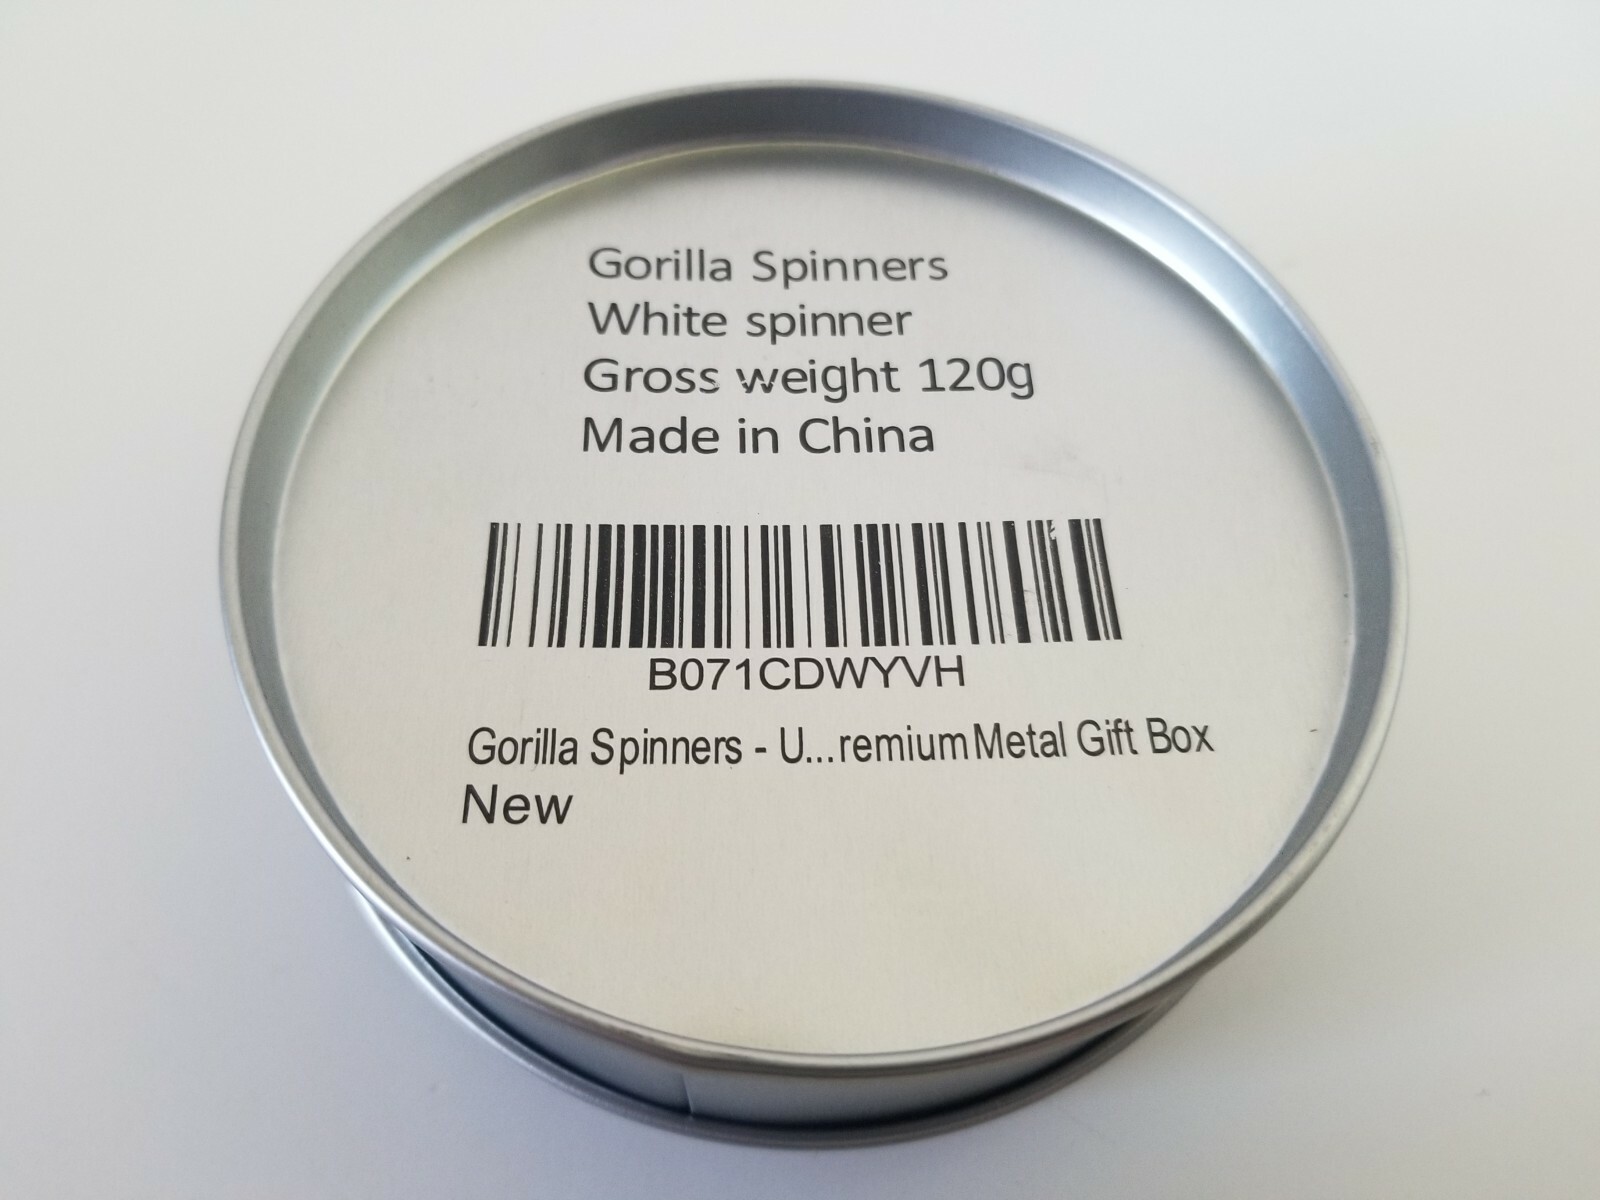 Gorilla Spinners
White spinner
Gross weight 120g
Made in China
B071CDWYVH
Gorilla Spinners - U...remium Metal Gift Box
New